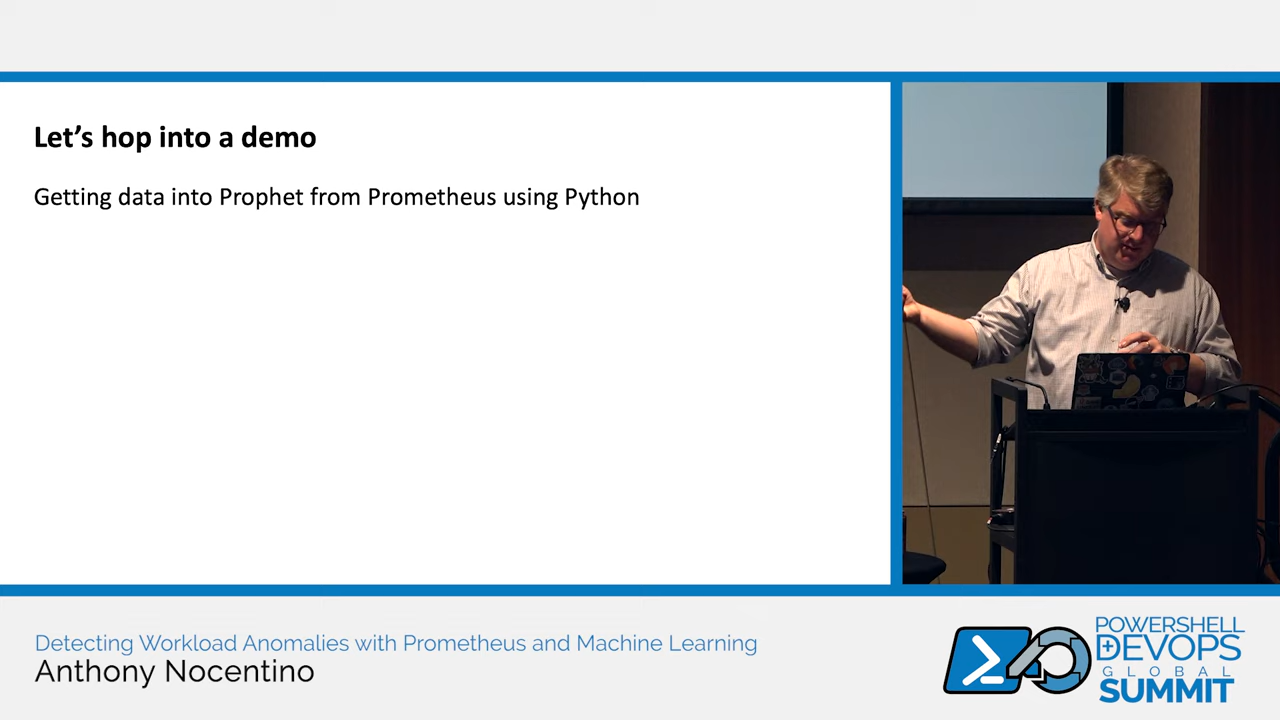 Let's hop into a demo
Getting data into Prophet from Prometheus using Python
Detecting Workload Anomalies with Prometheus and Machine Learning
Anthony Nocentino
POWERSHELL
DEVOPS
GLOBAL
SUMMIT